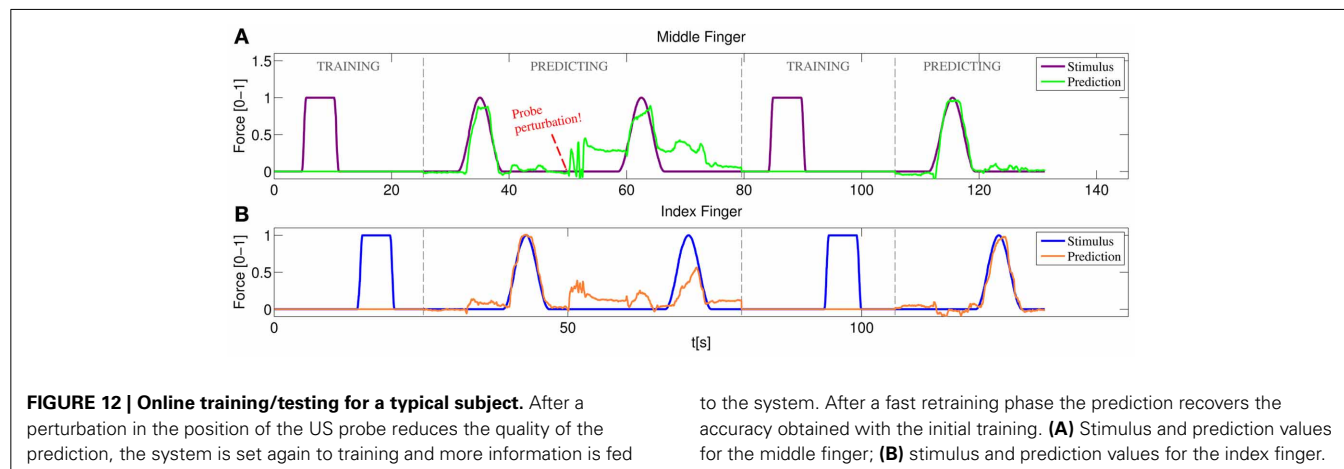 A
Middle Finger
TRAINING PREDICTING TRAINING PREDICTING
Stimulus
Prediction
Probe
perturbation!
Force [0–1]
1.5
1
0.5
0
0 20 40 60 80 100 120 140
B
Index Finger
Stimulus
Prediction
Force [0–1]
1
0.5
0
0 50 100
t[s]
FIGURE 12 | Online training/testing for a typical subject. After a
perturbation in the position of the US probe reduces the quality of the
prediction, the system is set again to training and more information is fed
to the system. After a fast retraining phase the prediction recovers the
accuracy obtained with the initial training. (A) Stimulus and prediction values
for the middle finger; (B) stimulus and prediction values for the index finger.